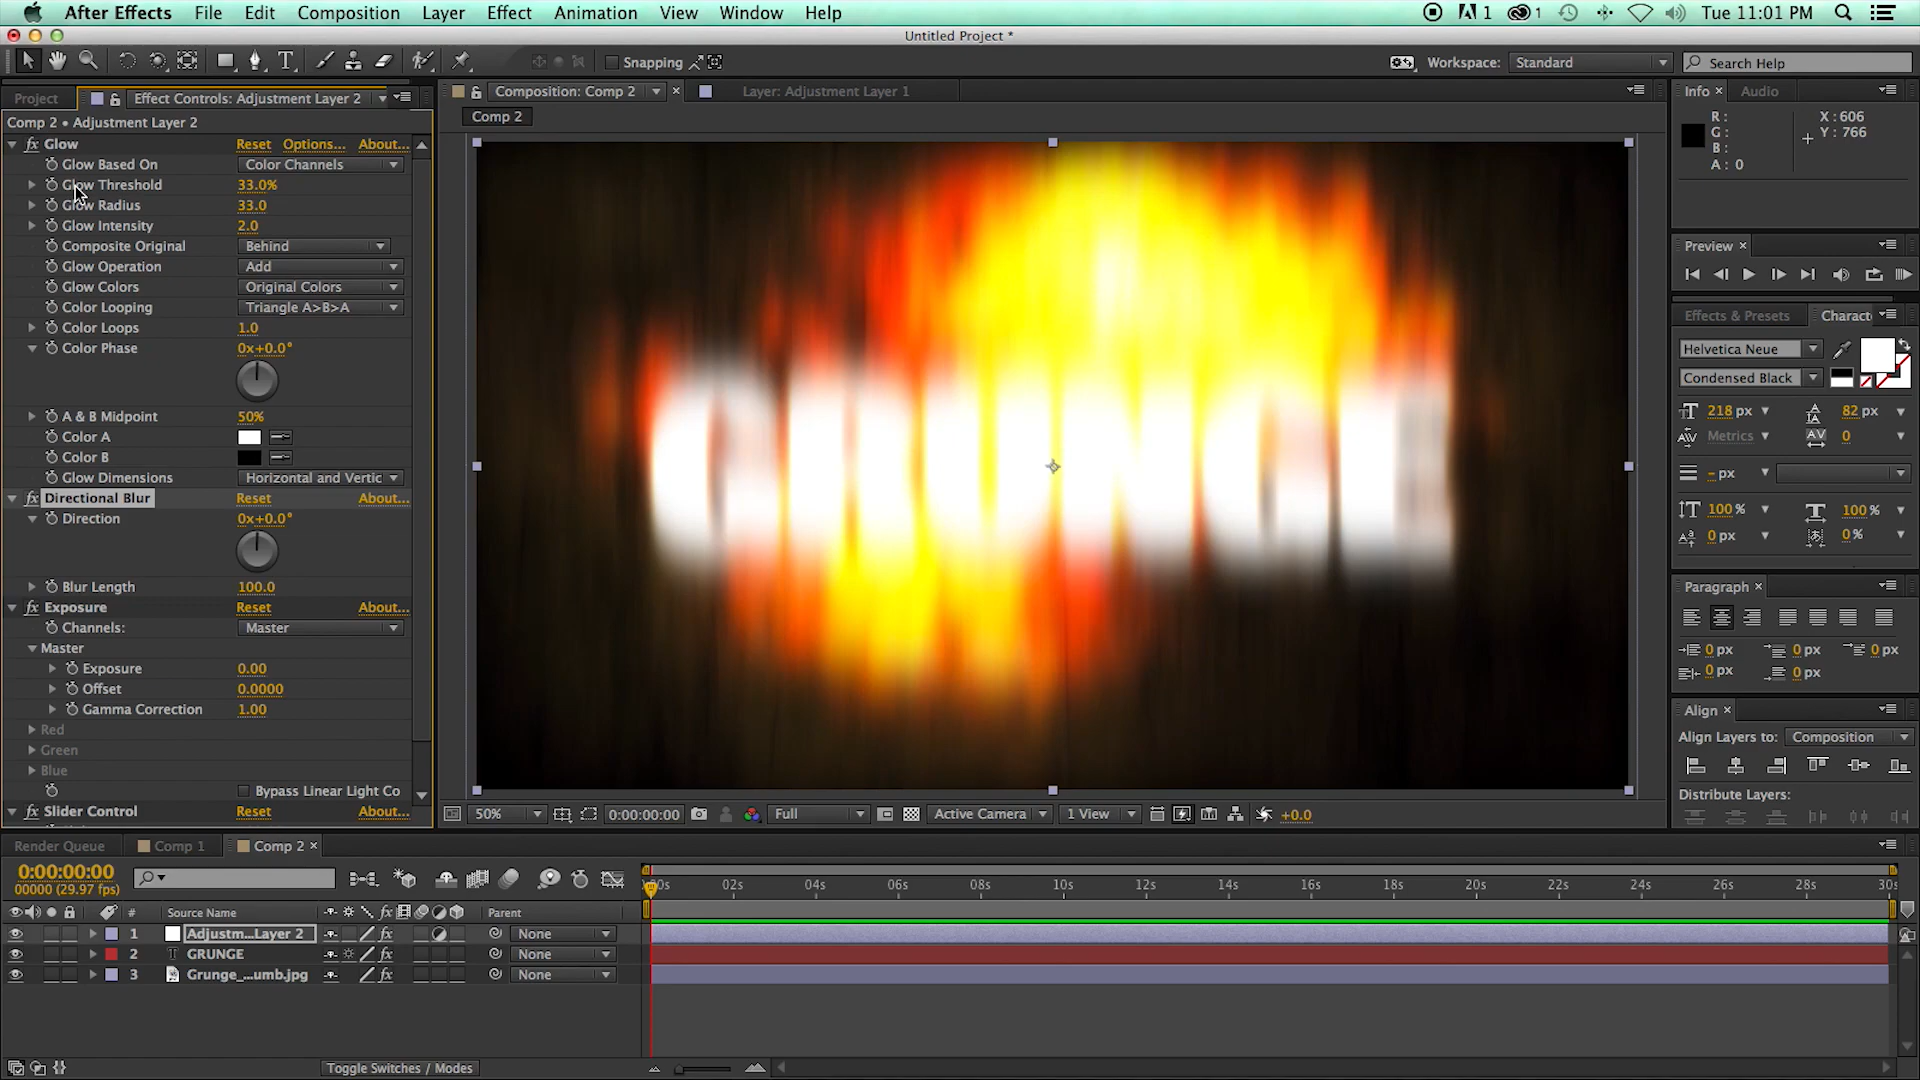 After Effects File Edit Composition Layer Effect Animation View Window Help 1 1 Tue 11:01 PM
Untitled Project *
Snapping Workspace: Standard Search Help
Project Effect Controls: Adjustment Layer 2 Composition: Comp 2 × Layer: Adjustment Layer 1 Info × Audio
Comp 2 • Adjustment Layer 2 Comp 2
R: X: 606
G: Y: 766
B:
A: 0
fx Glow Reset Options... About...
Glow Based On Color Channels
Glow Threshold 33.0%
Glow Radius 33.0
Glow Intensity 2.0
Composite Original Behind
Glow Operation Add
Glow Colors Original Colors
Color Looping Triangle A>B>A
Color Loops 1.0
Color Phase 0x+0.0°
A & B Midpoint 50%
Color A
Color B
Glow Dimensions Horizontal and Vertic
fx Directional Blur Reset About...
Direction 0x+0.0°
Blur Length 100.0
fx Exposure Reset About...
Channels: Master
Master
Exposure 0.00
Offset 0.0000
Gamma Correction 1.00
Red
Green
Blue
Bypass Linear Light Co
fx Slider Control Reset About...
GRUNGE
50% 0:00:00:00 Full Active Camera 1 View +0.0
Preview ×
Effects & Presets Charact
Helvetica Neue
Condensed Black
218 px 82 px
Metrics 0
- px
100 % 100 %
0 px 0 %
Paragraph ×
0 px 0 px 0 px
0 px 0 px
Align ×
Align Layers to: Composition
Distribute Layers:
Render Queue Comp 1 Comp 2 ×
0:00:00:00
00000 (29.97 fps)
00s 02s 04s 06s 08s 10s 12s 14s 16s 18s 20s 22s 24s 26s 28s 30s
# Source Name fx Parent
1 Adjustm...Layer 2 fx None
2 T GRUNGE fx None
3 Grunge_...umb.jpg fx None
Toggle Switches / Modes